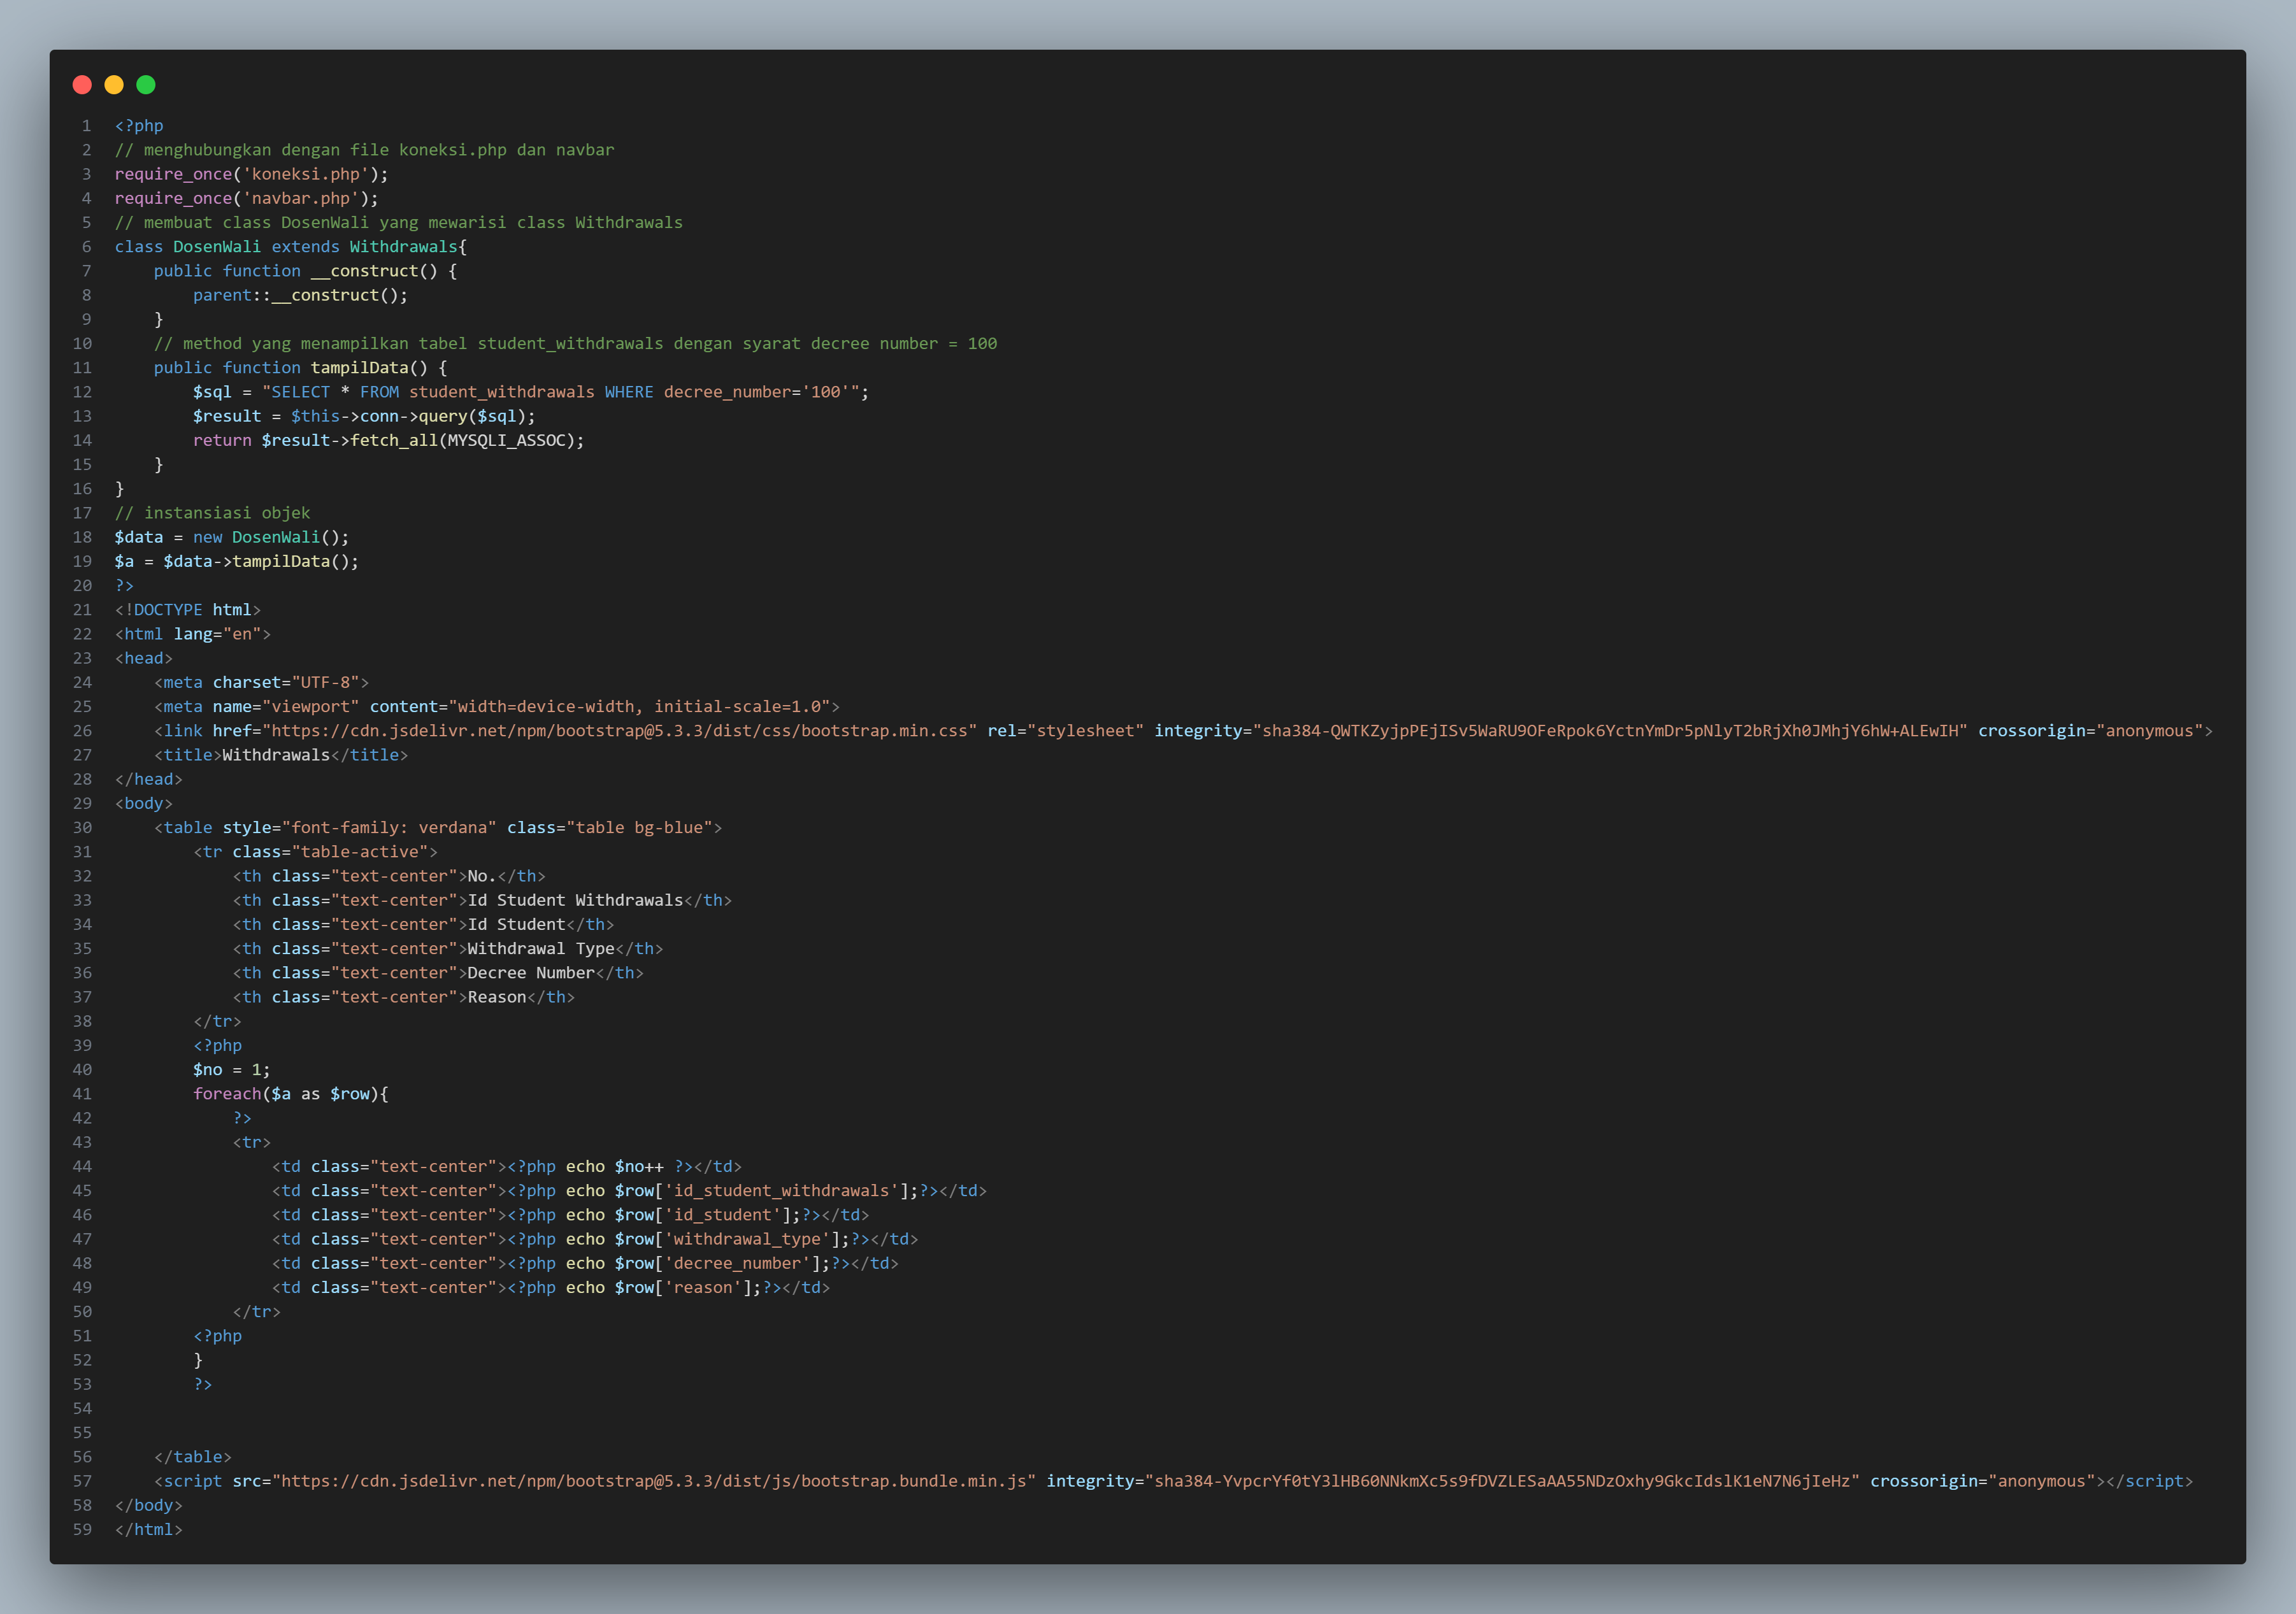 1 <?php
2 // menghubungkan dengan file koneksi.php dan navbar
3 require_once('koneksi.php');
4 require_once('navbar.php');
5 // membuat class DosenWali yang mewarisi class Withdrawals
6 class DosenWali extends Withdrawals{
7     public function __construct() {
8         parent::__construct();
9     }
10     // method yang menampilkan tabel student_withdrawals dengan syarat decree number = 100
11     public function tampilData() {
12         $sql = "SELECT * FROM student_withdrawals WHERE decree_number='100'";
13         $result = $this->conn->query($sql);
14         return $result->fetch_all(MYSQLI_ASSOC);
15     }
16 }
17 // instansiasi objek
18 $data = new DosenWali();
19 $a = $data->tampilData();
20 ?>
21 <!DOCTYPE html>
22 <html lang="en">
23 <head>
24     <meta charset="UTF-8">
25     <meta name="viewport" content="width=device-width, initial-scale=1.0">
26     <link href="https://cdn.jsdelivr.net/npm/bootstrap@5.3.3/dist/css/bootstrap.min.css" rel="stylesheet" integrity="sha384-QWTKZyjpPEjISv5WaRU9OFeRpok6YctnYmDr5pNlyT2bRjXh0JMhjY6hW+ALEwIH" crossorigin="anonymous">
27     <title>Withdrawals</title>
28 </head>
29 <body>
30     <table style="font-family: verdana" class="table bg-blue">
31         <tr class="table-active">
32             <th class="text-center">No.</th>
33             <th class="text-center">Id Student Withdrawals</th>
34             <th class="text-center">Id Student</th>
35             <th class="text-center">Withdrawal Type</th>
36             <th class="text-center">Decree Number</th>
37             <th class="text-center">Reason</th>
38         </tr>
39         <?php
40         $no = 1;
41         foreach($a as $row){
42             ?>
43             <tr>
44                 <td class="text-center"><?php echo $no++ ?></td>
45                 <td class="text-center"><?php echo $row['id_student_withdrawals'];?></td>
46                 <td class="text-center"><?php echo $row['id_student'];?></td>
47                 <td class="text-center"><?php echo $row['withdrawal_type'];?></td>
48                 <td class="text-center"><?php echo $row['decree_number'];?></td>
49                 <td class="text-center"><?php echo $row['reason'];?></td>
50             </tr>
51         <?php
52         }
53         ?>
54
55
56     </table>
57     <script src="https://cdn.jsdelivr.net/npm/bootstrap@5.3.3/dist/js/bootstrap.bundle.min.js" integrity="sha384-YvpcrYf0tY3lHB60NNkmXc5s9fDVZLESaAA55NDzOxhy9GkcIdslK1eN7N6jIeHz" crossorigin="anonymous"></script>
58 </body>
59 </html>